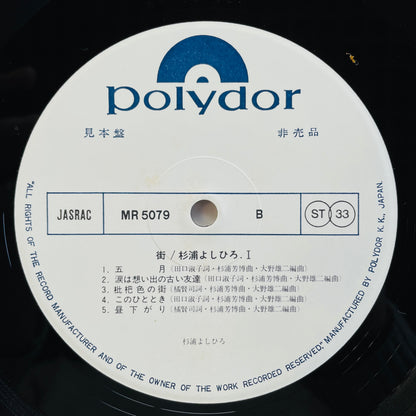 polydor
見本盤 非売品
JASRAC MR 5079 B ST 33
街/杉浦よしひろ.I
1. 五月(田口淑子詞・杉浦芳博曲・大野雄二編曲)
2. 涙は想い出の古い友達(田口淑子詞・杉浦芳博曲・大野雄二編曲)
3. 枇杷色の街(橘賢司詞・杉浦芳博曲・大野雄二編曲)
4. このひととき(田口淑子詞・杉浦芳博曲・大野雄二編曲)
5. 昼下がり(橘賢司詞・杉浦芳博曲・大野雄二編曲)
杉浦よしひろ
"ALL RIGHTS OF THE RECORD MANUFACTURER AND OF THE OWNER OF THE WORK RECORDED RESERVED," MANUFACTURED BY POLYDOR K.K., JAPAN.